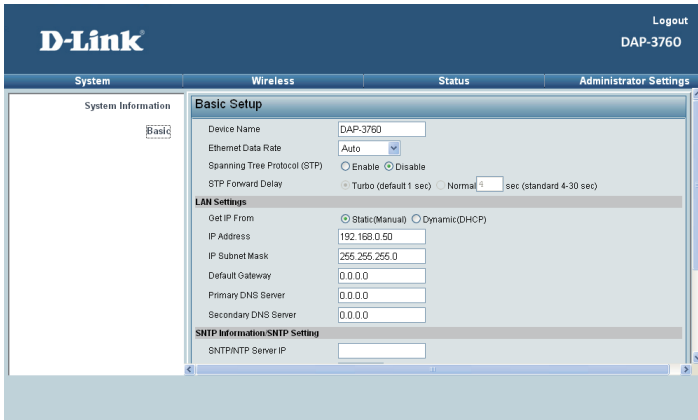 Logout
D-Link
DAP-3760
System Wireless Status Administrator Settings
System Information
Basic
Basic Setup
Device Name DAP-3760
Ethernet Data Rate Auto
Spanning Tree Protocol (STP) Enable Disable
STP Forward Delay Turbo (default 1 sec) Normal 4 sec (standard 4-30 sec)
LAN Settings
Get IP From Static(Manual) Dynamic(DHCP)
IP Address 192.168.0.50
IP Subnet Mask 255.255.255.0
Default Gateway 0.0.0.0
Primary DNS Server 0.0.0.0
Secondary DNS Server 0.0.0.0
SNTP Information/SNTP Setting
SNTP/NTP Server IP